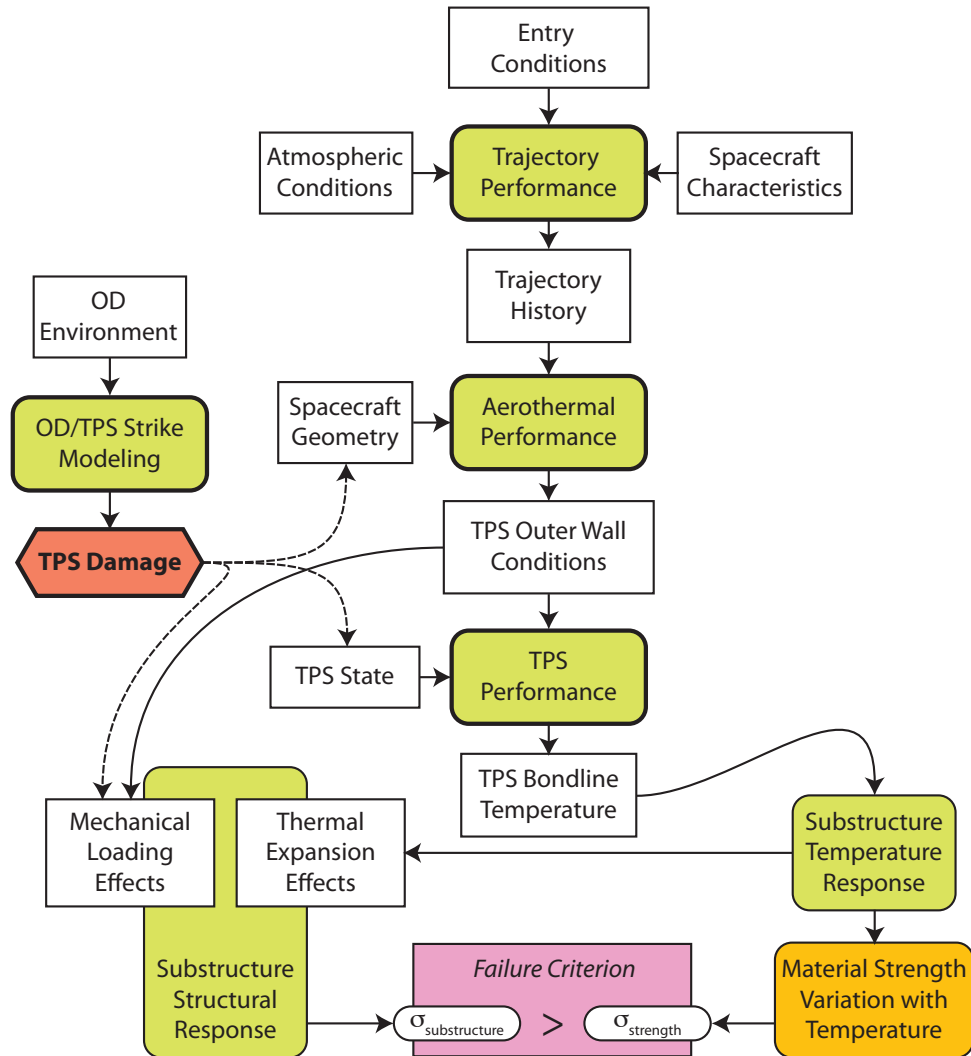 Entry
Conditions
Atmospheric
Conditions
Trajectory
Performance
Spacecraft
Characteristics
Trajectory
History
OD
Environment
OD/TPS Strike
Modeling
Spacecraft
Geometry
Aerothermal
Performance
TPS Damage
TPS Outer Wall
Conditions
TPS State
TPS
Performance
TPS Bondline
Temperature
Mechanical
Loading
Effects
Thermal
Expansion
Effects
Substructure
Temperature
Response
Substructure
Structural
Response
Failure Criterion
σsubstructure > σstrength
Material Strength
Variation with
Temperature